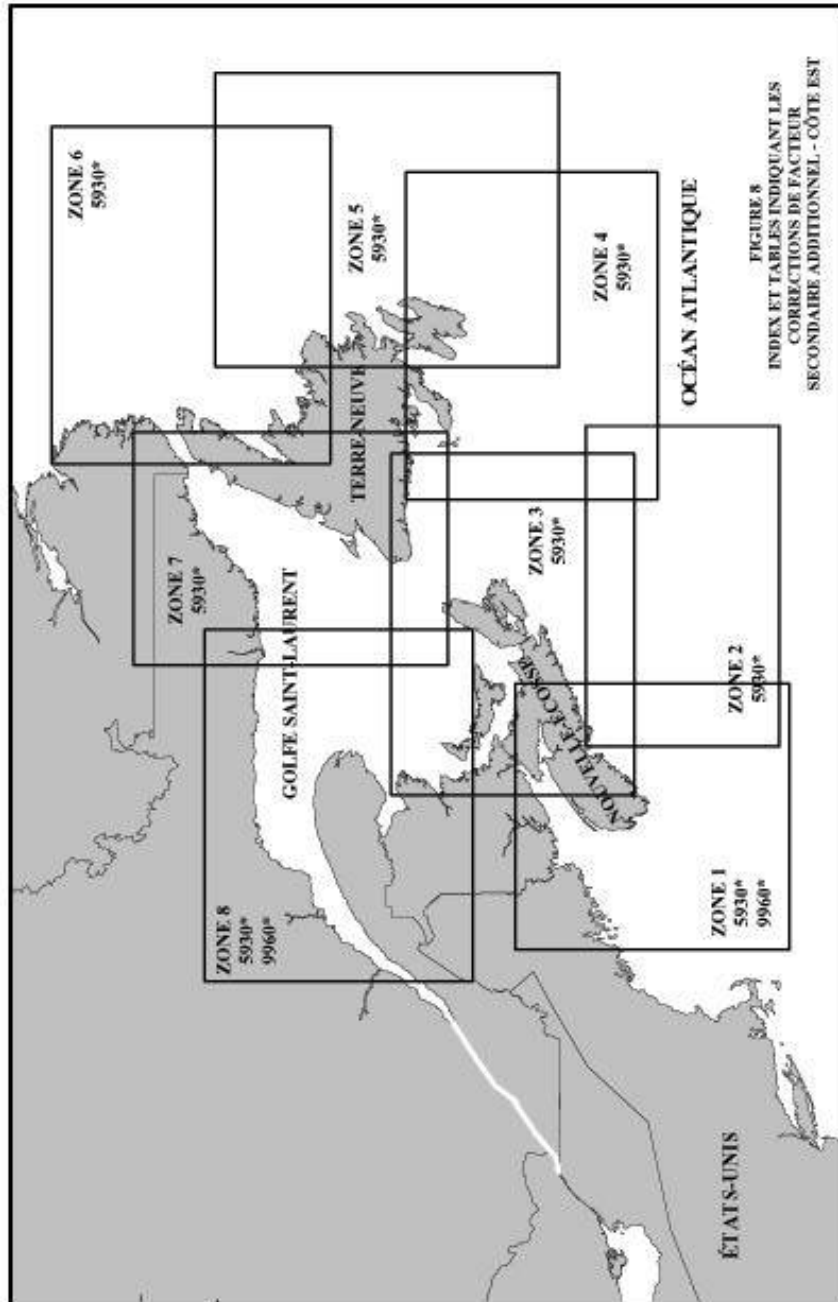 ZONE 6
5930*
ZONE 7
5930*
ZONE 8
5930*
9960*
GOLFE SAINT-LAURENT
ZONE 5
5930*
TERRE-NEUVE
ZONE 3
5930*
ZONE 4
5930*
NOUVELLE-ÉCOSSE
OCÉAN ATLANTIQUE
ZONE 1
5930*
9960*
ZONE 2
5930*
ÉTATS-UNIS
FIGURE 8
INDEX ET TABLES INDIQUANT LES
CORRECTIONS DE FACTEUR
SECONDAIRE ADDITIONNEL - CÔTE EST